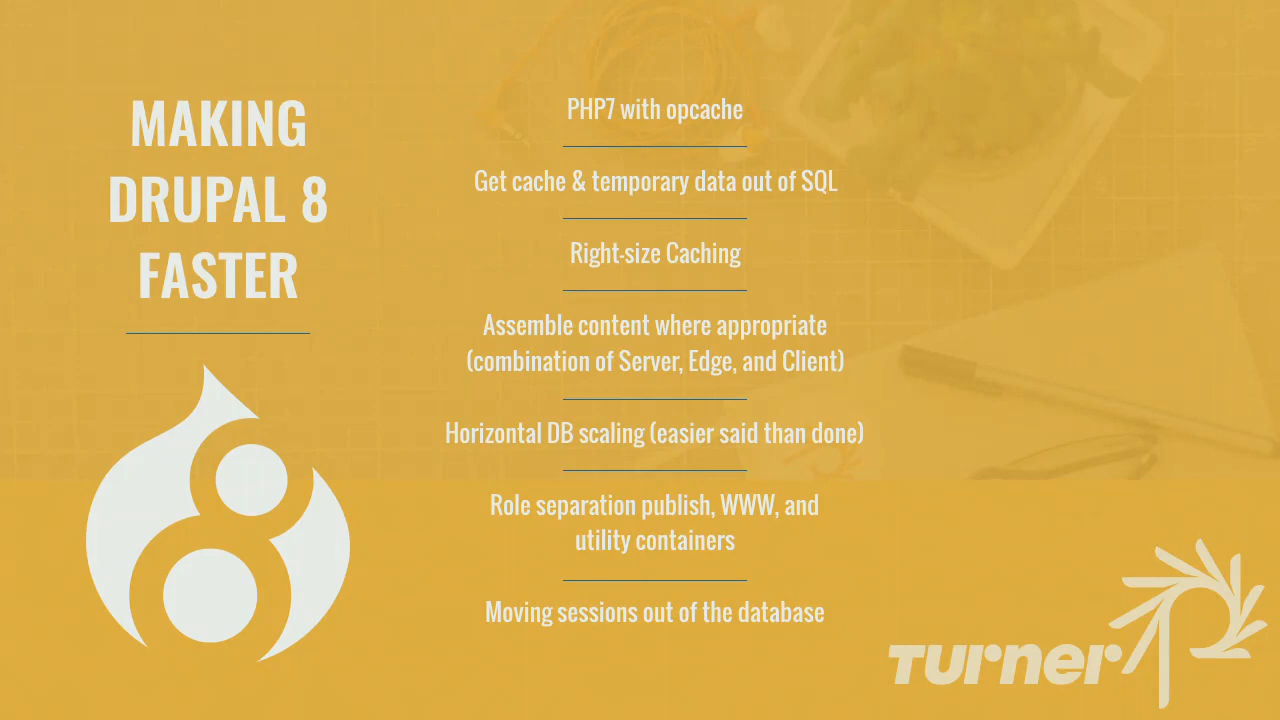 MAKING
DRUPAL 8
FASTER
PHP7 with opcache
Get cache & temporary data out of SQL
Right-size Caching
Assemble content where appropriate
(combination of Server, Edge, and Client)
Horizontal DB scaling (easier said than done)
Role separation publish, WWW, and
utility containers
Moving sessions out of the database
Turner